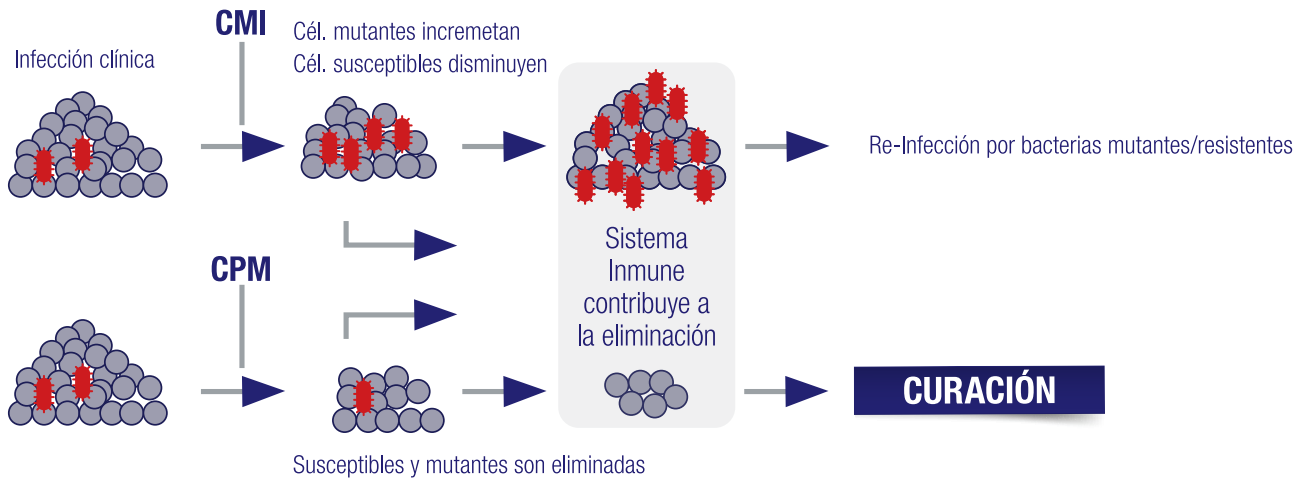 CMI
Cél. mutantes incremetan
Cél. susceptibles disminuyen
Infección clínica
Re-Infección por bacterias mutantes/resistentes
Sistema
Inmune
contribuye a
la eliminación
CPM
CURACIÓN
Susceptibles y mutantes son eliminadas